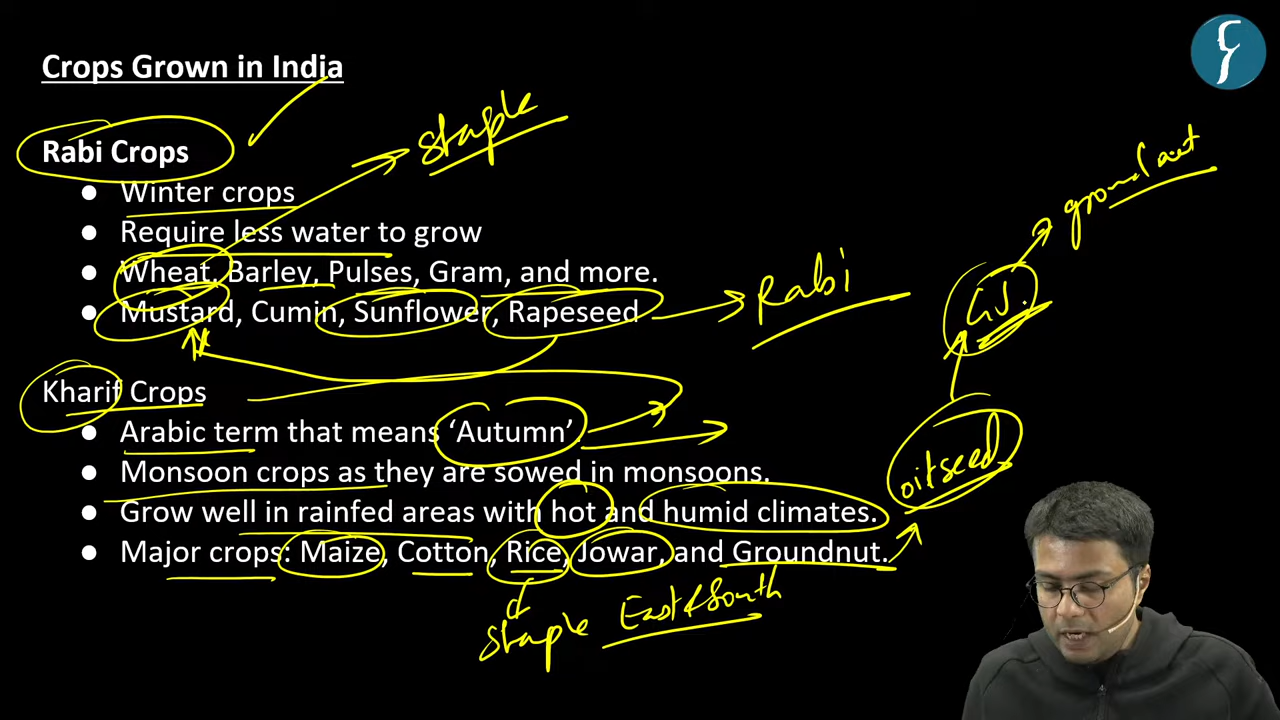 Crops Grown in India
Rabi Crops
staple
● Winter crops
● Require less water to grow
● Wheat, Barley, Pulses, Gram, and more.
● Mustard, Cumin, Sunflower, Rapeseed
Rabi
groundnut
GJ.
Kharif Crops
● Arabic term that means ‘Autumn’.
● Monsoon crops as they are sowed in monsoons.
● Grow well in rainfed areas with hot and humid climates.
● Major crops: Maize, Cotton, Rice, Jowar, and Groundnut.
oilseed
staple East & South